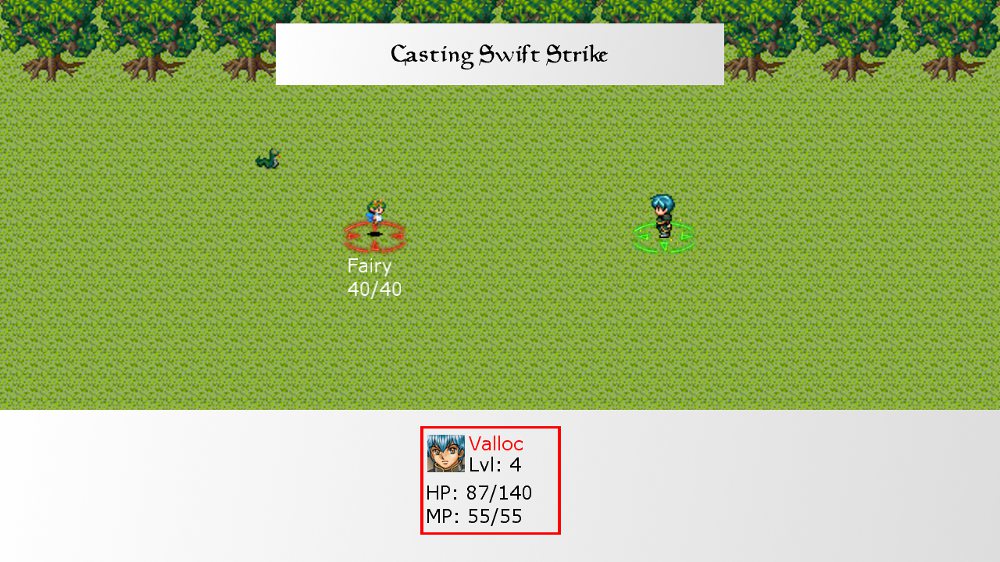 Casting Swift Strike
Fairy
40/40
Valloc
Lvl: 4
HP: 87/140
MP: 55/55